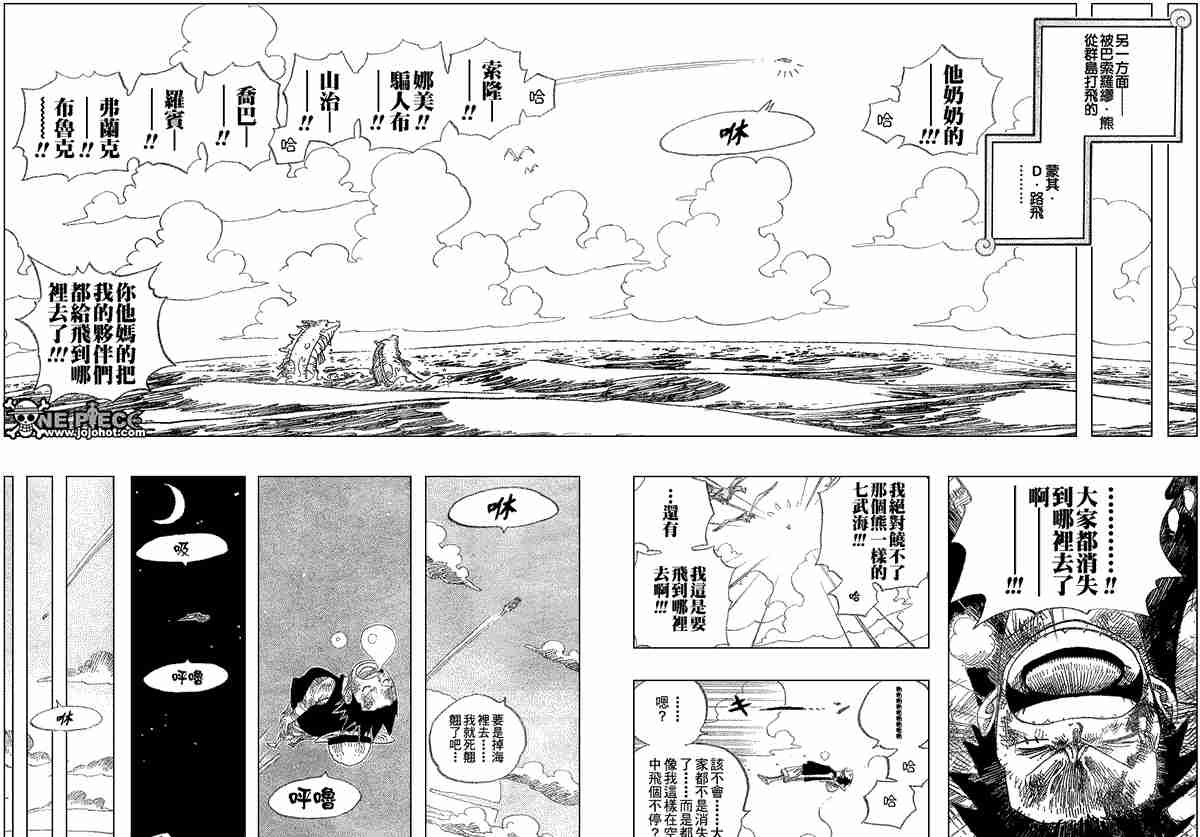 另一方面——
被巴索羅繆·熊
從群島打飛的
蒙其·
D·路飛
………
他奶奶的
——!!!
哈
咻
哈
索隆——!!
娜美!!
騙人布
——!!
山治——
哈
喬巴——
!!
羅賓——
!!
弗蘭克
——!!
布魯克
!!
你他媽的把
我的夥伴們
都給飛到哪
裡去了!!!
ONE PIECE
www.jojohot.com
………!!
大家都消失
到哪裡去了
啊——
——!!!
我絕對饒不了
那個熊一樣的
七武海!!!
哈
…還有
我這是要
飛到哪裡
去啊!!!
哈
哈
……
嗯?
該不會……大
家都不是消失
了……而是都
像我這樣在空
中飛個不停?
咻
要是掉海
裡去……
我就死翹
翹了吧…
呼嚕
吸
呼嚕
咻